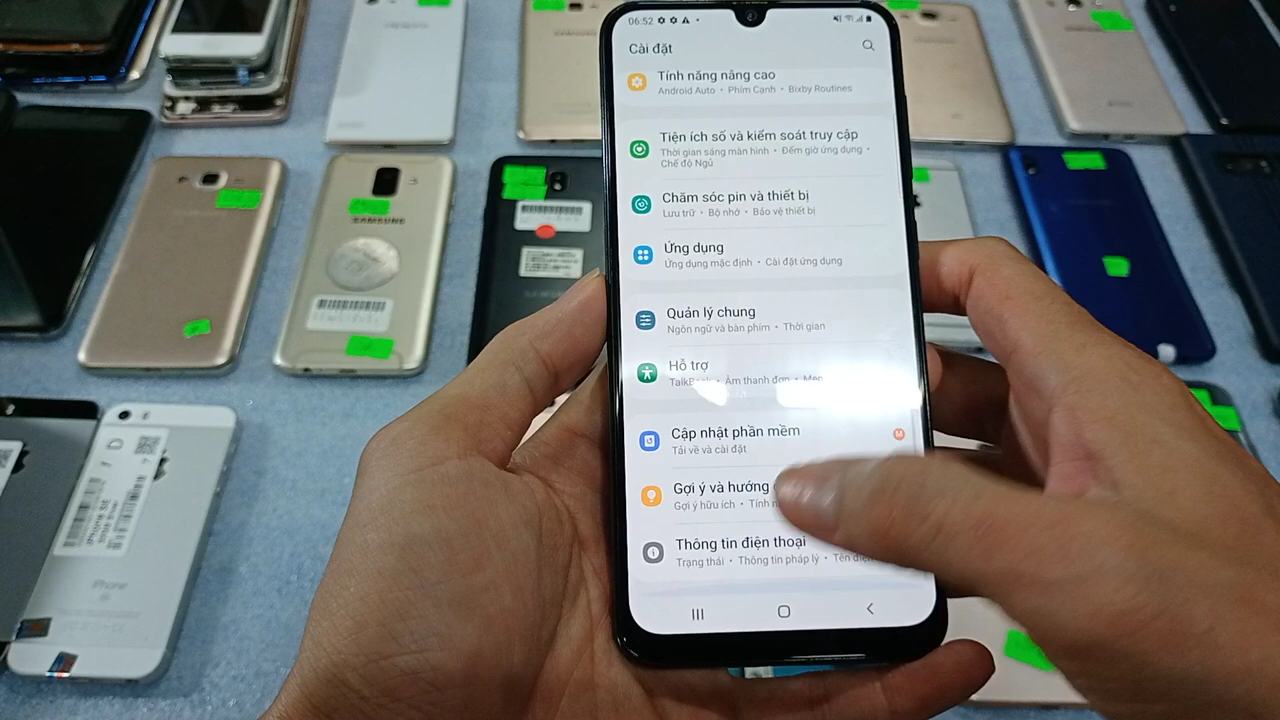 06:52
Cài đặt
Tính năng nâng cao
Android Auto • Phím Cạnh • Bixby Routines
Tiện ích số và kiểm soát truy cập
Thời gian sáng màn hình • Đếm giờ ứng dụng •
Chế độ Ngủ
Chăm sóc pin và thiết bị
Lưu trữ • Bộ nhớ • Bảo vệ thiết bị
Ứng dụng
Ứng dụng mặc định • Cài đặt ứng dụng
Quản lý chung
Ngôn ngữ và bàn phím • Thời gian
Hỗ trợ
TalkBack • Âm thanh đơn •
Cập nhật phần mềm
Tải về và cài đặt
Gợi ý và hướng
Gợi ý hữu ích •
Thông tin điện thoại
Trạng thái • Thông tin pháp lý • Tên
SAMSUNG
IPHONE SE
iPhone